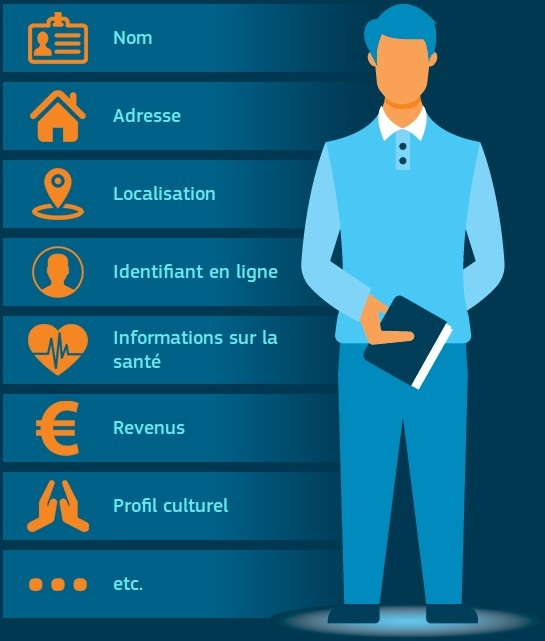 Nom
Adresse
Localisation
Identifiant en ligne
Informations sur la
santé
Revenus
Profil culturel
etc.